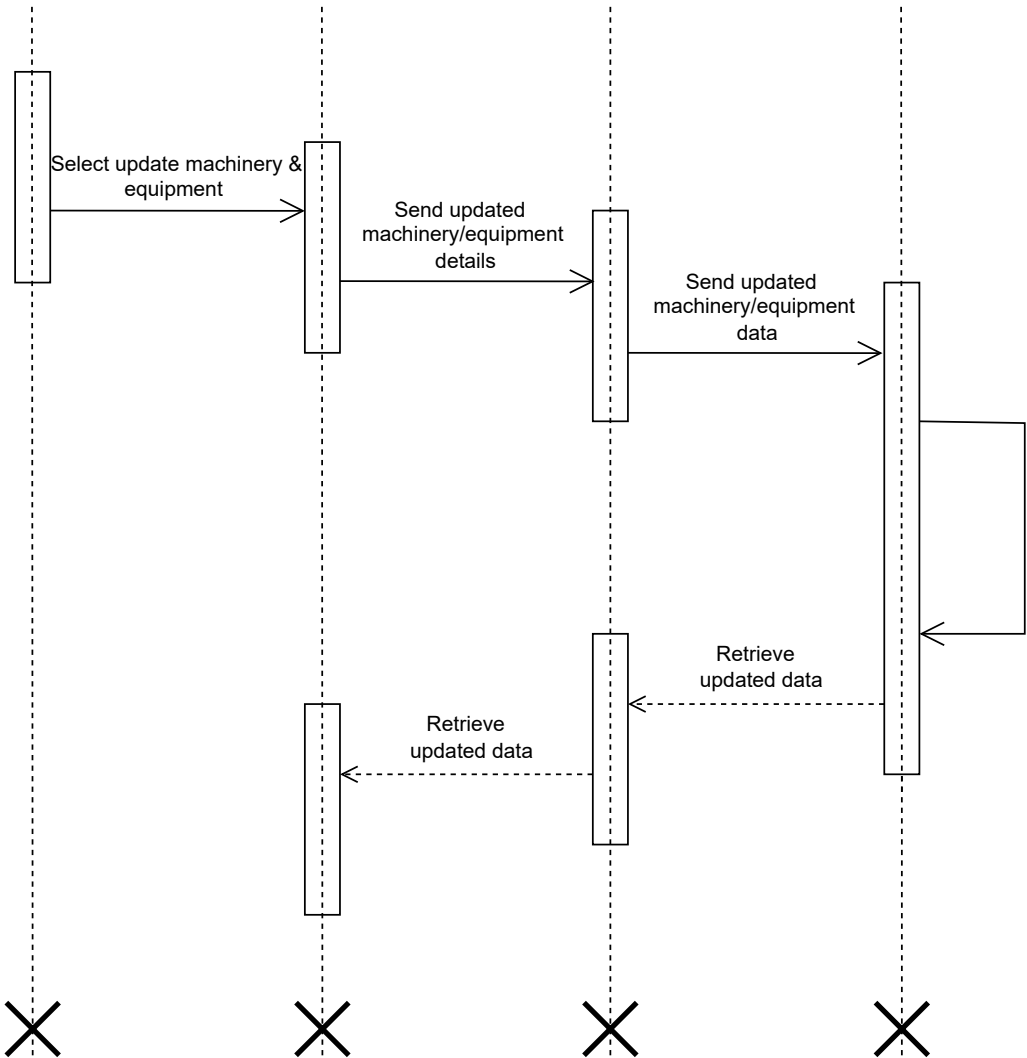 Select update machinery &
equipment
Send updated
machinery/equipment
details
Send updated
machinery/equipment
data
Retrieve
updated data
Retrieve
updated data